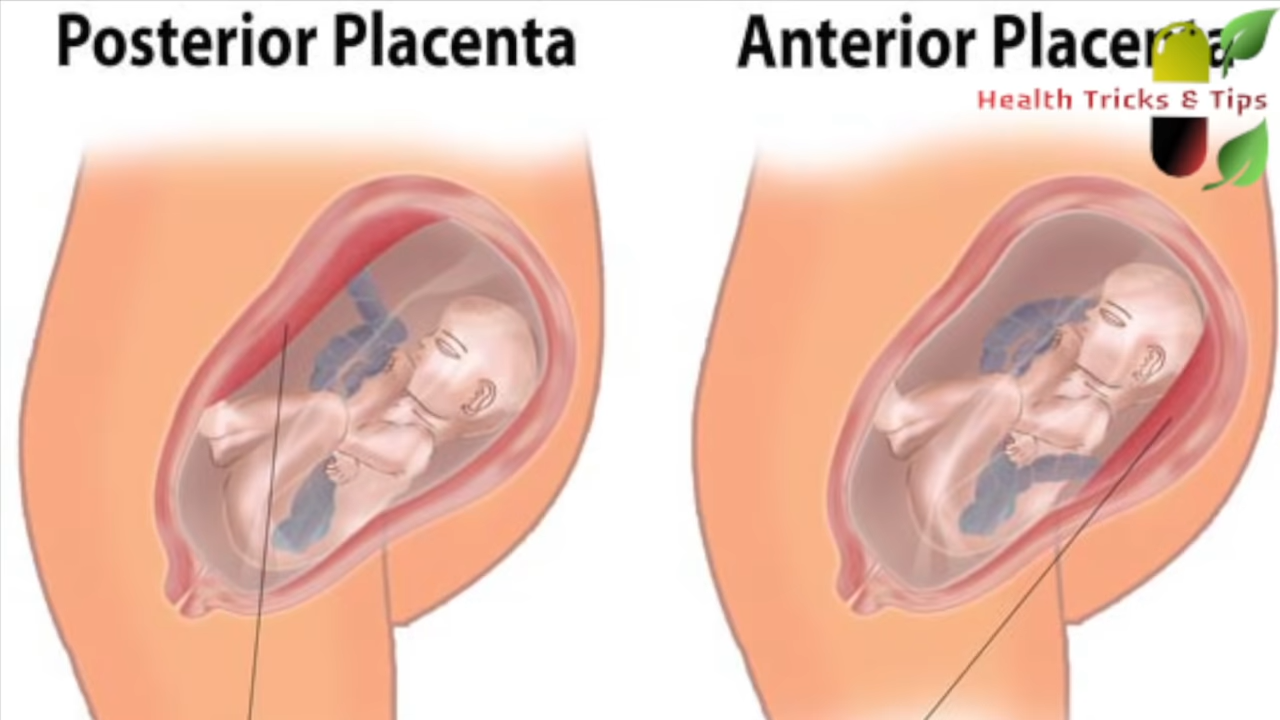 Posterior Placenta
Anterior Placenta
Health Tricks & Tips